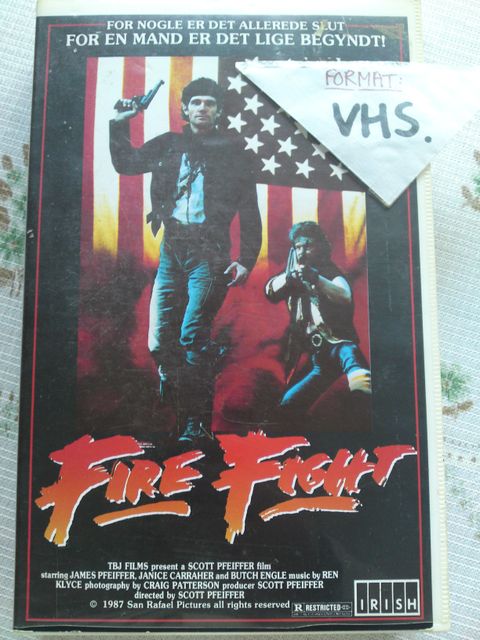 FOR NOGLE ER DET ALLEREDE SLUT
FOR EN MAND ER DET LIGE BEGYNDT!
FORMAT:
VHS.
FIRE FIGHT
TBJ FILMS present a SCOTT PFEIFFER film
starring JAMES PFEIFFER, JANICE CARRAHER and BUTCH ENGLE music by REN
KLYCE photography by CRAIG PATTERSON producer SCOTT PFEIFFER
directed by SCOTT PFEIFFER
© 1987 San Rafael Pictures all rights reserved
R RESTRICTED
IRISH